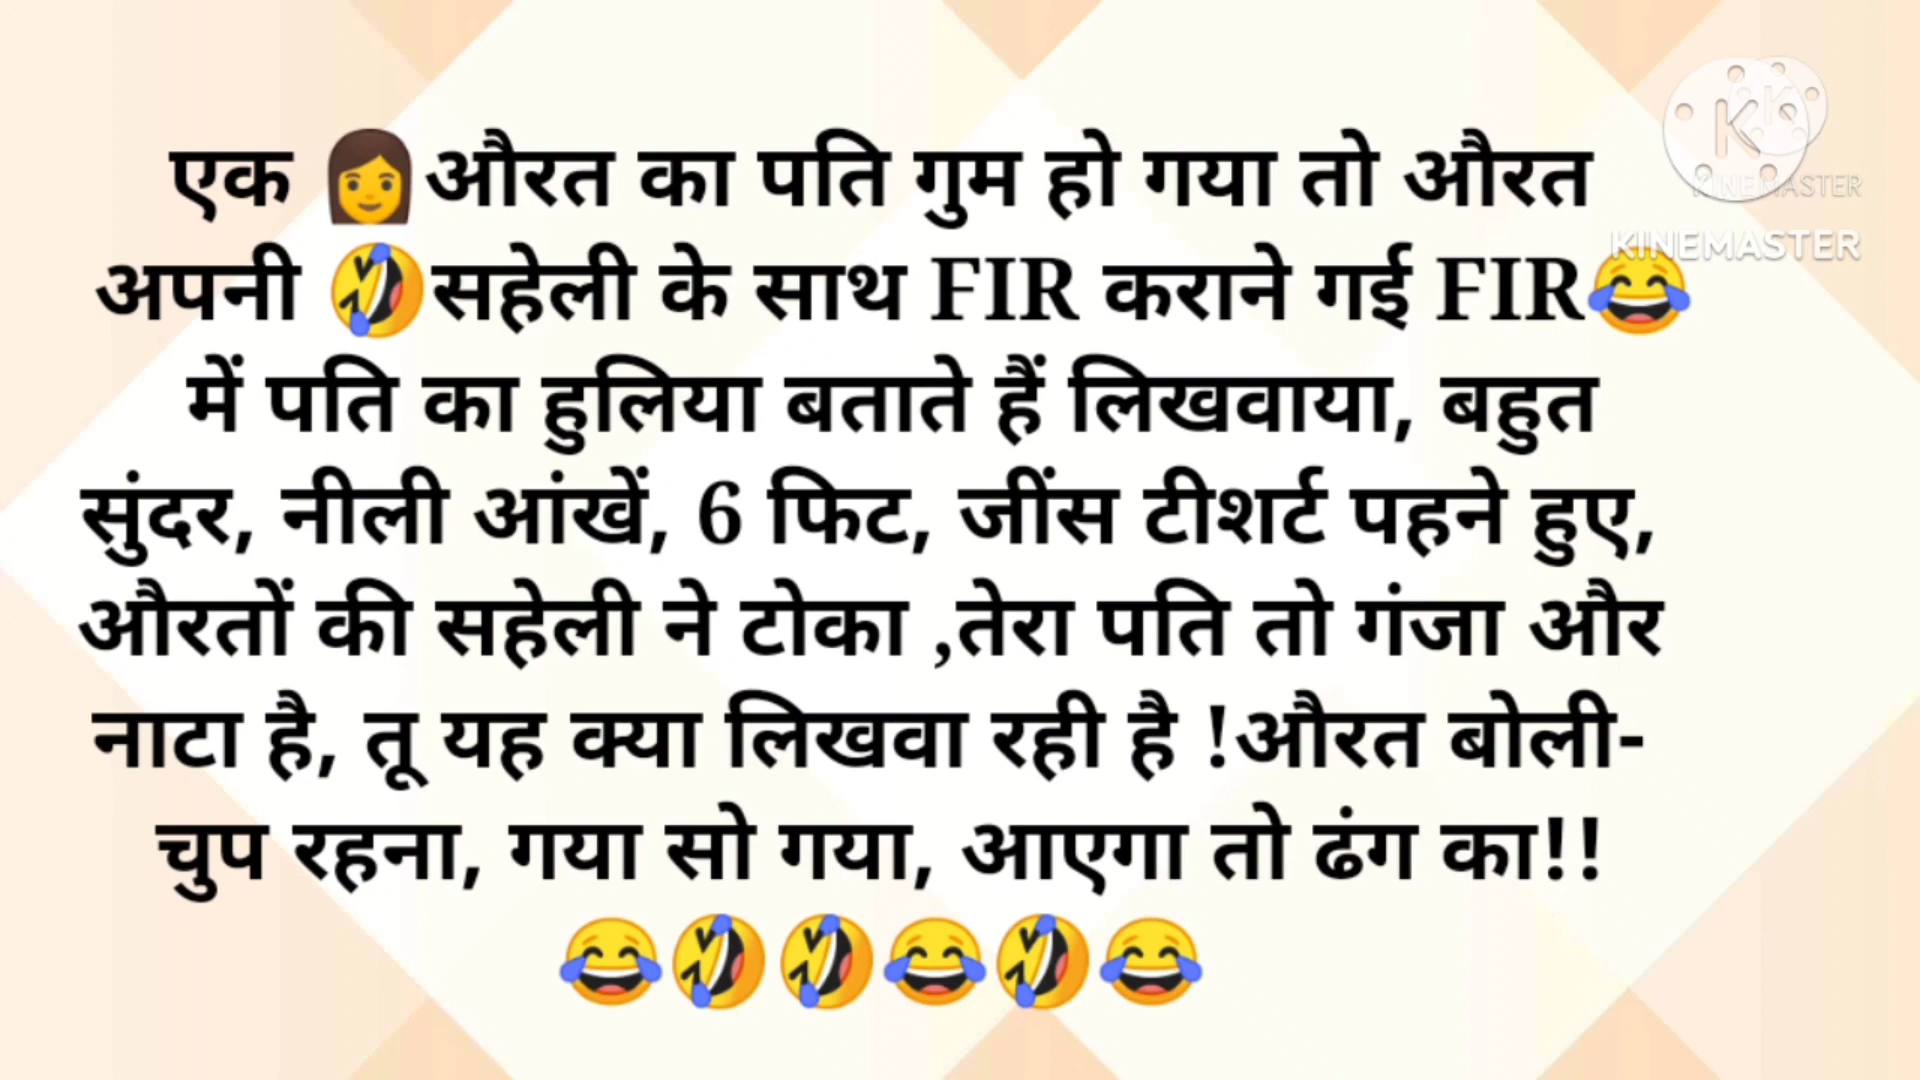 एक 👩औरत का पति गुम हो गया तो औरत
अपनी 🤣सहेली के साथ FIR कराने गई FIR😂
में पति का हुलिया बताते हैं लिखवाया, बहुत
सुंदर, नीली आंखें, 6 फिट, जींस टीशर्ट पहने हुए,
औरतों की सहेली ने टोका ,तेरा पति तो गंजा और
नाटा है, तू यह क्या लिखवा रही है !औरत बोली-
चुप रहना, गया सो गया, आएगा तो ढंग का!!
😂🤣🤣😂🤣😂
KINEMASTER
KINEMASTER